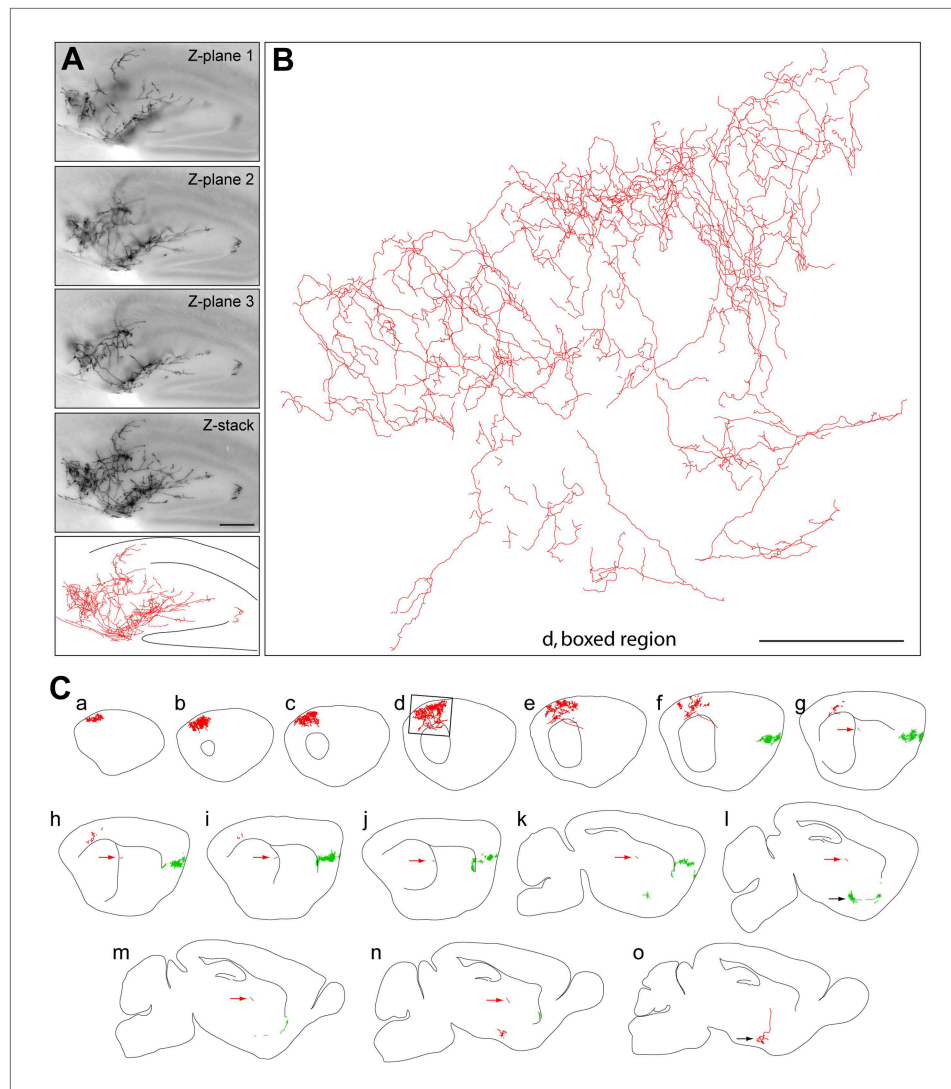 A
Z-plane 1
Z-plane 2
Z-plane 3
Z-stack
B
d, boxed region
C
a
b
c
d
e
f
g
h
i
j
k
l
m
n
o